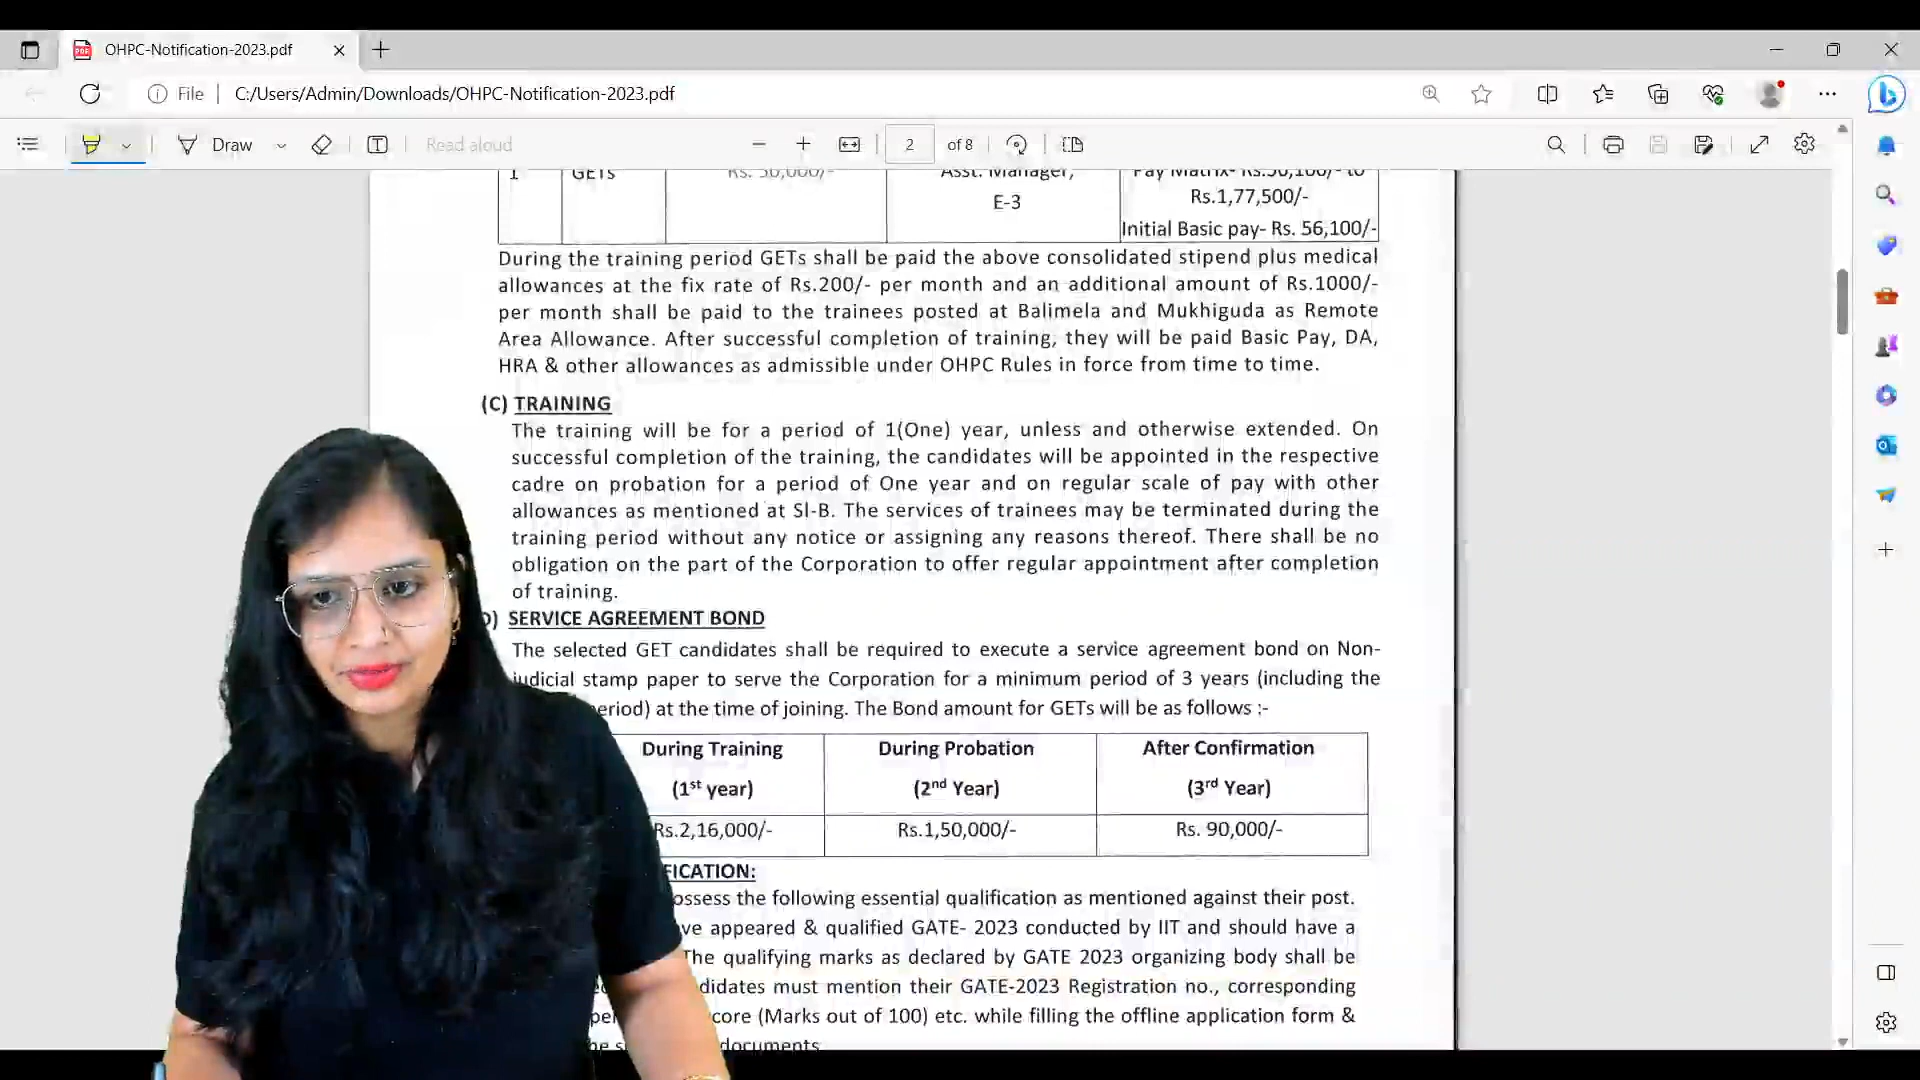 OHPC-Notification-2023.pdf
File
C:/Users/Admin/Downloads/OHPC-Notification-2023.pdf
Draw
Read aloud
2 of 8
1 GETs Rs. 50,000/- Asst. Manager, Pay Matrix- Rs.56,100/- to
E-3 Rs.1,77,500/-
Initial Basic pay- Rs. 56,100/-
During the training period GETs shall be paid the above consolidated stipend plus medical
allowances at the fix rate of Rs.200/- per month and an additional amount of Rs.1000/-
per month shall be paid to the trainees posted at Balimela and Mukhiguda as Remote
Area Allowance. After successful completion of training, they will be paid Basic Pay, DA,
HRA & other allowances as admissible under OHPC Rules in force from time to time.
(C) TRAINING
The training will be for a period of 1(One) year, unless and otherwise extended. On
successful completion of the training, the candidates will be appointed in the respective
cadre on probation for a period of One year and on regular scale of pay with other
allowances as mentioned at Sl-B. The services of trainees may be terminated during the
training period without any notice or assigning any reasons thereof. There shall be no
obligation on the part of the Corporation to offer regular appointment after completion
of training.
) SERVICE AGREEMENT BOND
The selected GET candidates shall be required to execute a service agreement bond on Non-
judicial stamp paper to serve the Corporation for a minimum period of 3 years (including the
eriod) at the time of joining. The Bond amount for GETs will be as follows :-
During Training During Probation After Confirmation
(1st year) (2nd Year) (3rd Year)
Rs.2,16,000/- Rs.1,50,000/- Rs. 90,000/-
FICATION:
ossess the following essential qualification as mentioned against their post.
ve appeared & qualified GATE- 2023 conducted by IIT and should have a
The qualifying marks as declared by GATE 2023 organizing body shall be
didates must mention their GATE-2023 Registration no., corresponding
core (Marks out of 100) etc. while filling the offline application form &
documents